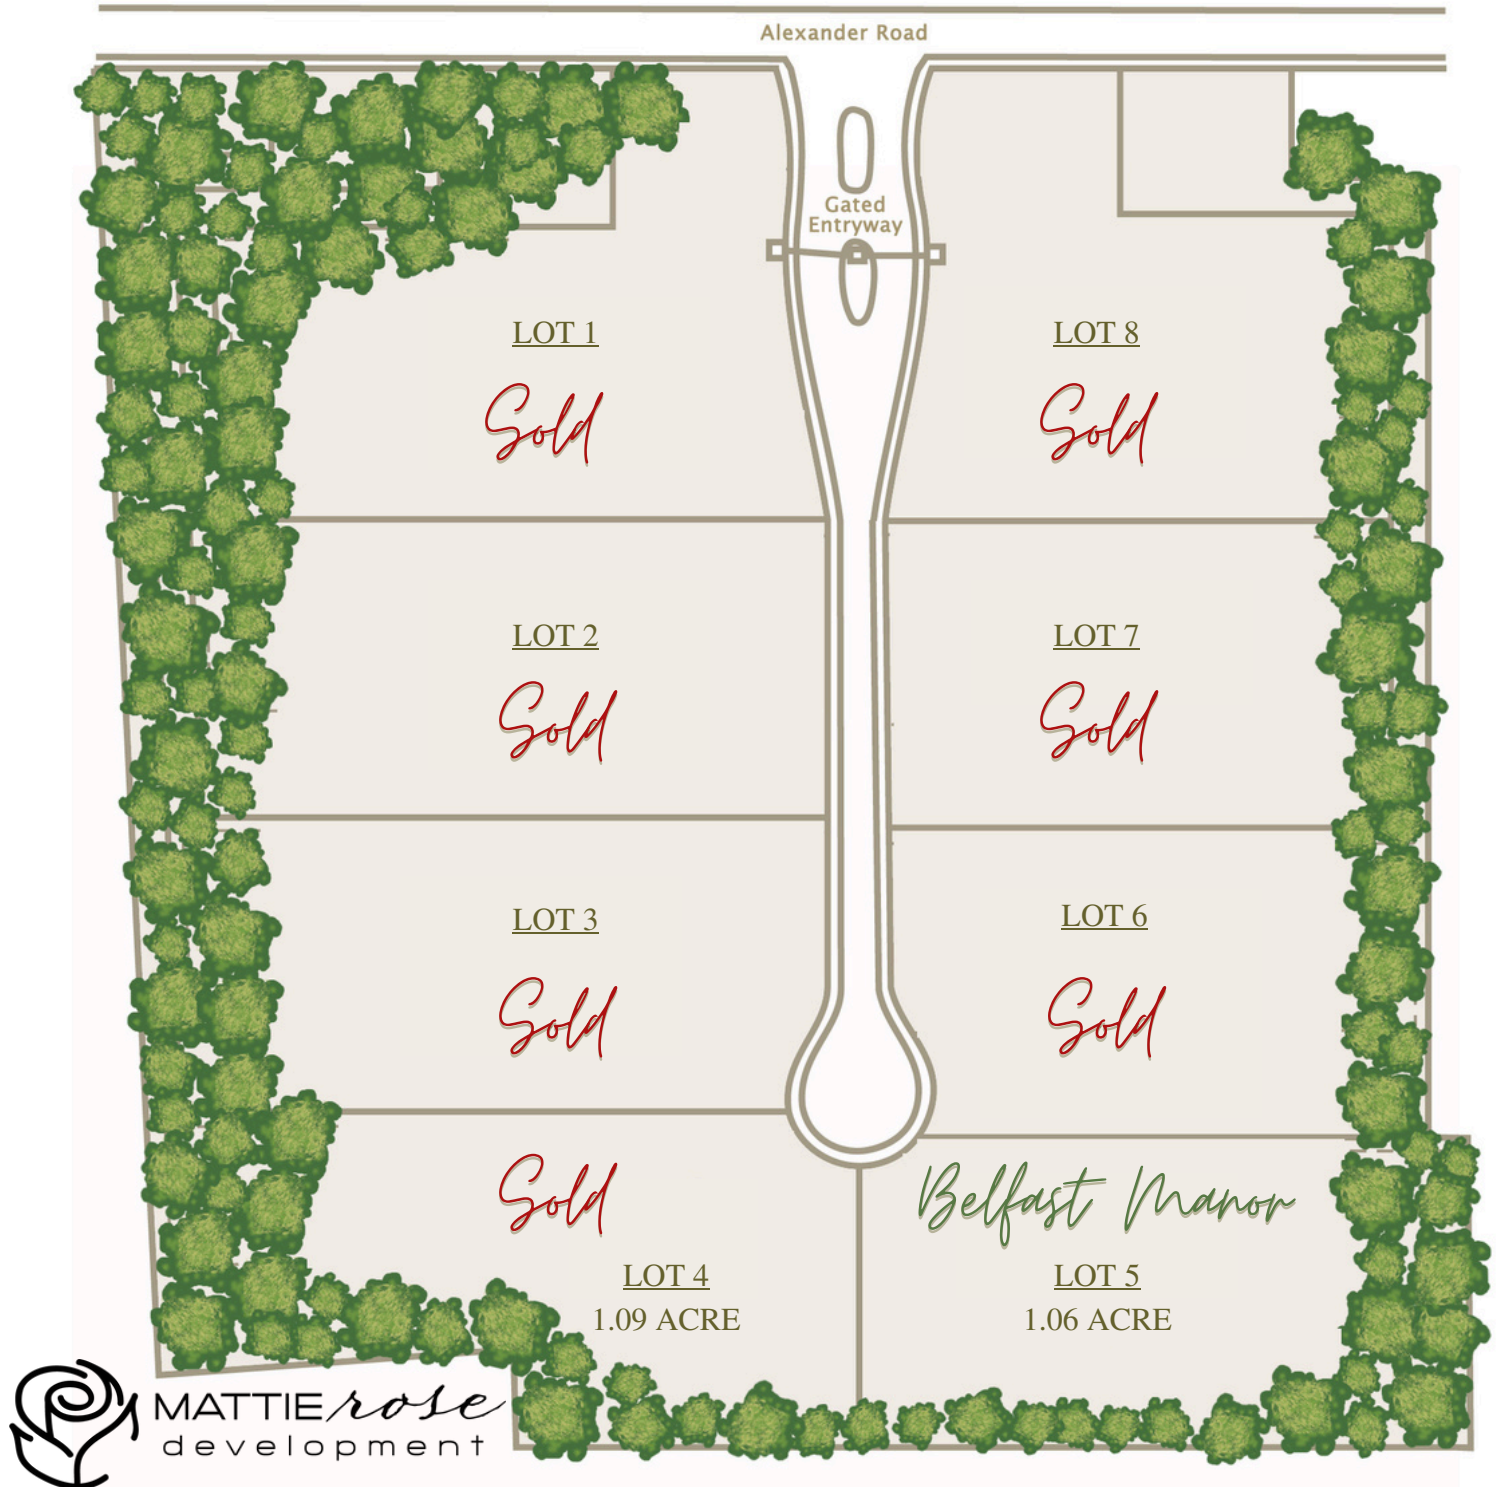 Alexander Road
Gated
Entryway
LOT 1
Sold
LOT 8
Sold
LOT 2
Sold
LOT 7
Sold
LOT 3
Sold
LOT 6
Sold
Sold
LOT 4
1.09 ACRE
Belfast Manor
LOT 5
1.06 ACRE
MATTIE rose
development